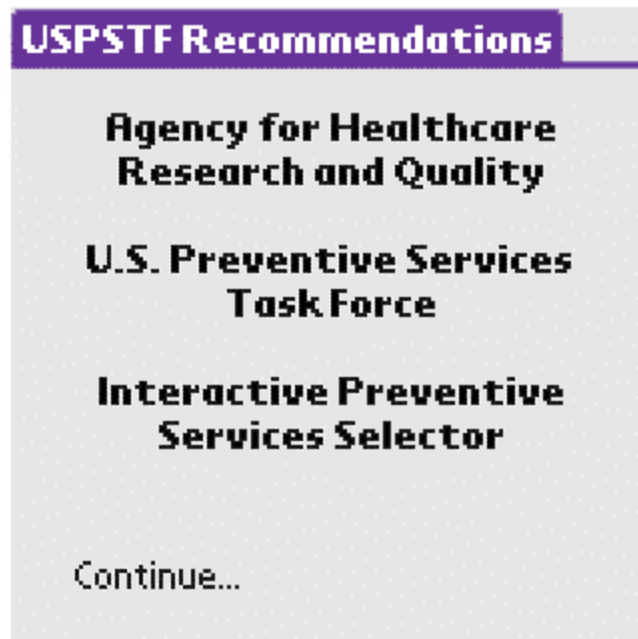 USPSTF Recommendations
Agency for Healthcare
Research and Quality
U.S. Preventive Services
Task Force
Interactive Preventive
Services Selector
Continue...